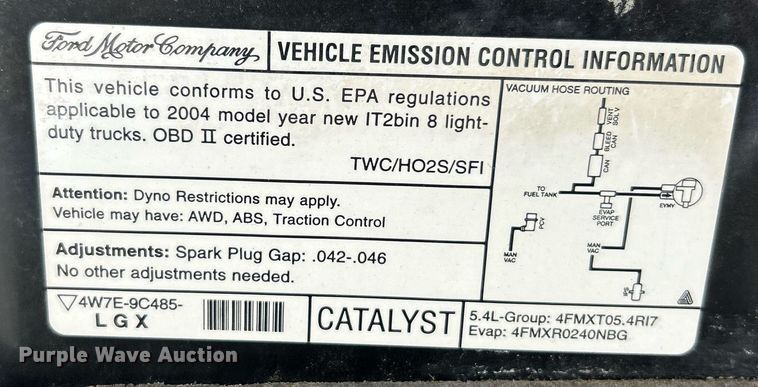 Ford Motor Company
VEHICLE EMISSION CONTROL INFORMATION
This vehicle conforms to U.S. EPA regulations
applicable to 2004 model year new IT2bin 8 light-
duty trucks. OBD II certified.
TWC/HO2S/SFI
Attention: Dyno Restrictions may apply.
Vehicle may have: AWD, ABS, Traction Control
Adjustments: Spark Plug Gap: .042-.046
No other adjustments needed.
▽4W7E-9C485-
LGX
CATALYST
VACUUM HOSE ROUTING
VENT
SOL V
BLEED
CAN
CAN
TO
FUEL TANK
EVAP
SERVICE
PORT
EVMV
PCV
MAN
VAC
MAN
VAC
5.4L-Group: 4FMXT05.4RI7
Evap: 4FMXR0240NBG
Purple Wave Auction